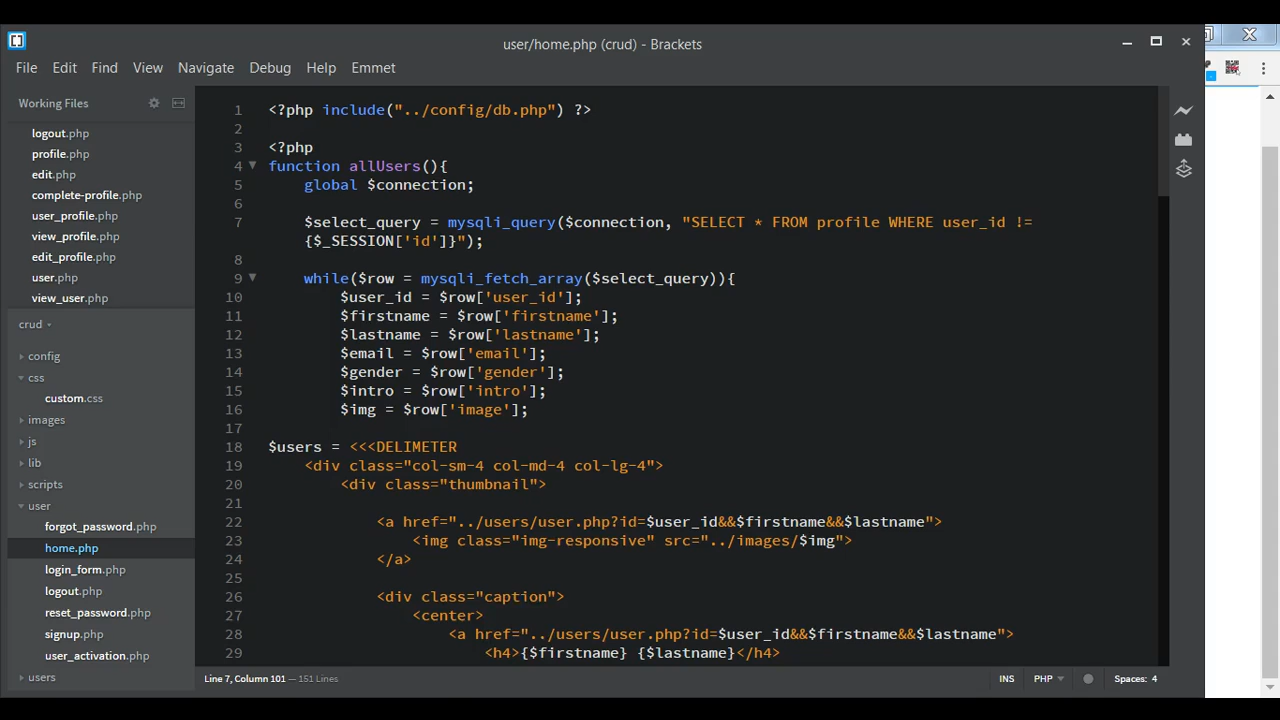 user/home.php (crud) - Brackets
File Edit Find View Navigate Debug Help Emmet
Working Files
logout.php
profile.php
edit.php
complete-profile.php
user_profile.php
view_profile.php
edit_profile.php
user.php
view_user.php
crud
config
css
custom.css
images
js
lib
scripts
user
forgot_password.php
home.php
login_form.php
logout.php
reset_password.php
signup.php
user_activation.php
users
1 <?php include("../config/db.php") ?>
2
3 <?php
4 function allUsers(){
5 global $connection;
6
7 $select_query = mysqli_query($connection, "SELECT * FROM profile WHERE user_id !=
{$_SESSION['id']}");
8
9 while($row = mysqli_fetch_array($select_query)){
10 $user_id = $row['user_id'];
11 $firstname = $row['firstname'];
12 $lastname = $row['lastname'];
13 $email = $row['email'];
14 $gender = $row['gender'];
15 $intro = $row['intro'];
16 $img = $row['image'];
17
18 $users = <<<DELIMETER
19 <div class="col-sm-4 col-md-4 col-lg-4">
20 <div class="thumbnail">
21
22 <a href="../users/user.php?id=$user_id&&$firstname&&$lastname">
23 <img class="img-responsive" src="../images/$img">
24 </a>
25
26 <div class="caption">
27 <center>
28 <a href="../users/user.php?id=$user_id&&$firstname&&$lastname">
29 <h4>{$firstname} {$lastname}</h4>
Line 7, Column 101 — 151 Lines
INS PHP Spaces: 4